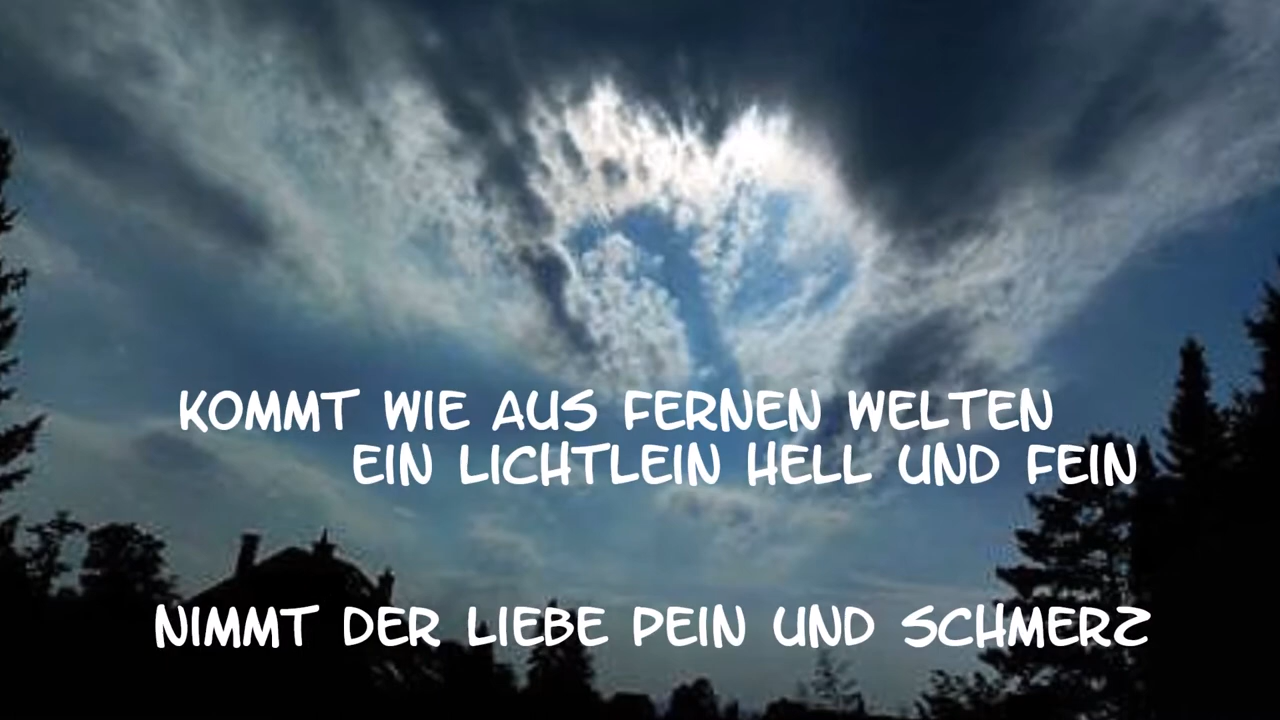 KOMMT WIE AUS FERNEN WELTEN
EIN LICHTLEIN HELL UND FEIN
NIMMT DER LIEBE PEIN UND SCHMERZ